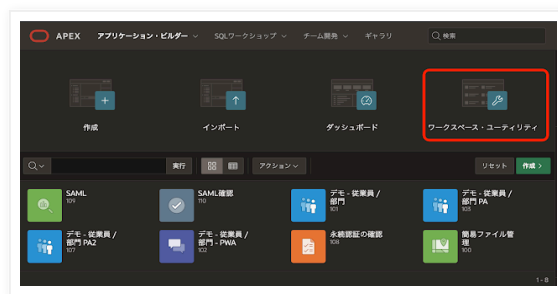 APEX アプリケーション・ビルダー SQLワークショップ チーム開発 ギャラリ 検索
作成 インポート ダッシュボード ワークスペース・ユーティリティ
実行 アクション リセット 作成
SAML
109
SAML確認
110
デモ - 従業員 /
部門
101
デモ - 従業員 /
部門 PA
103
デモ - 従業員 /
部門 PA2
107
デモ - 従業員 /
部門 - PWA
102
永続認証の確認
108
簡易ファイル管
理
100
1 - 8